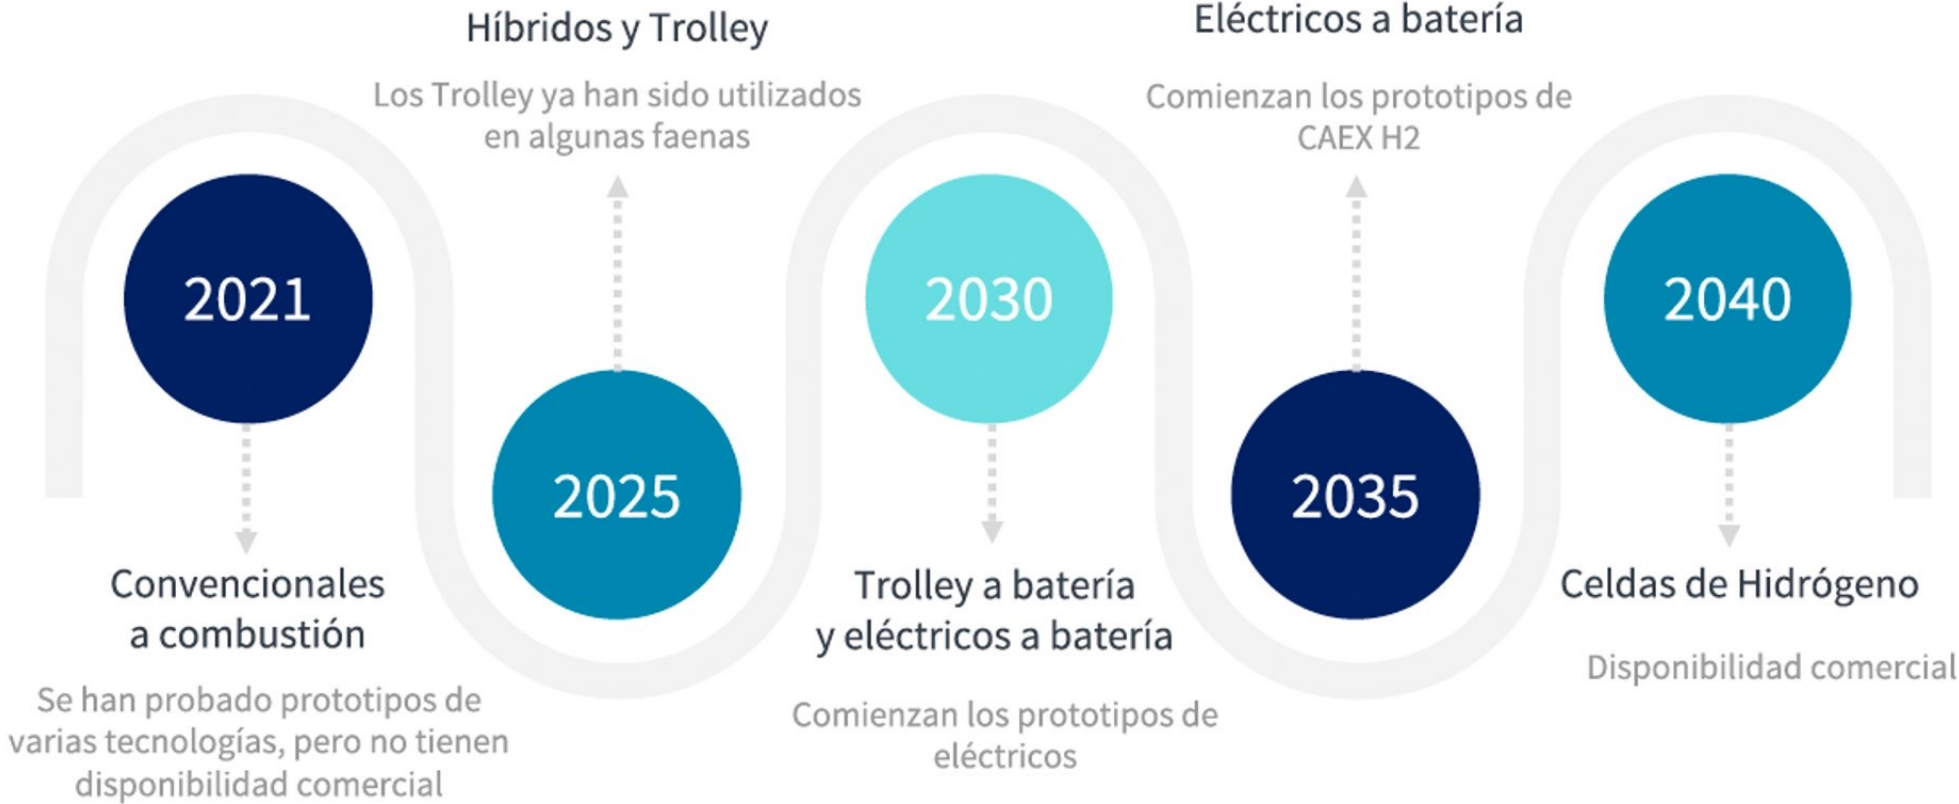 2021
Convencionales
a combustión
Se han probado prototipos de
varias tecnologías, pero no tienen
disponibilidad comercial
Híbridos y Trolley
Los Trolley ya han sido utilizados
en algunas faenas
2025
2030
Trolley a batería
y eléctricos a batería
Comienzan los prototipos de
eléctricos
Eléctricos a batería
Comienzan los prototipos de
CAEX H2
2035
2040
Celdas de Hidrógeno
Disponibilidad comercial